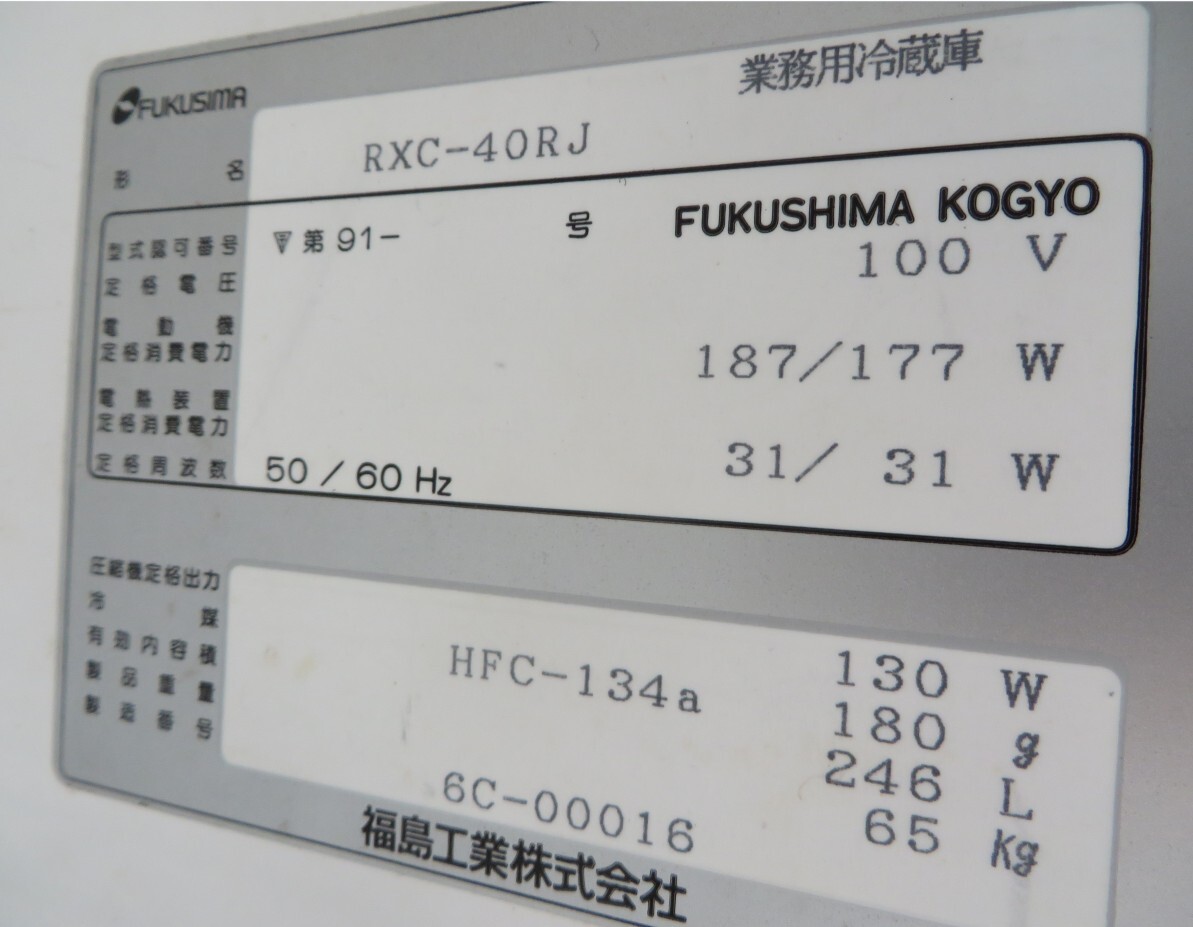 業務用冷蔵庫
FUKUSIMA
形名 RXC-40RJ
FUKUSHIMA KOGYO
型式認可番号 第91- 号
定格電圧 100 V
電動機
定格消費電力 187/177 W
電熱装置
定格消費電力 31/ 31 W
定格周波数 50/60 Hz
圧縮機定格出力 130 W
冷媒 HFC-134a 180 g
有効内容積 246 L
製品重量 65 Kg
製造番号 6C-00016
福島工業株式会社